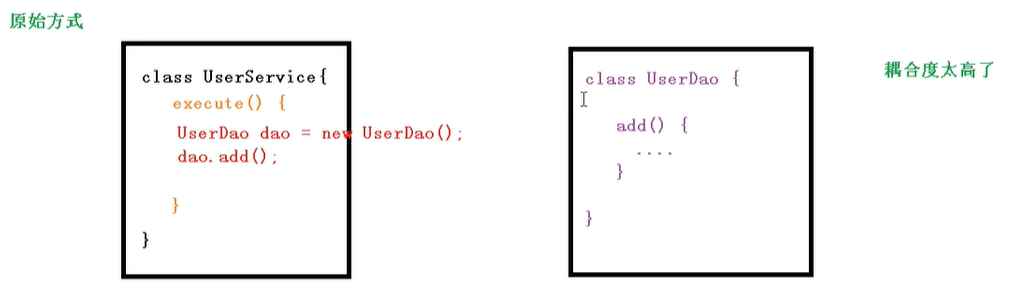 原始方式
class UserService{
execute() {
UserDao dao = new UserDao();
dao.add();
}
}
class UserDao {
add() {
....
}
}
耦合度太高了